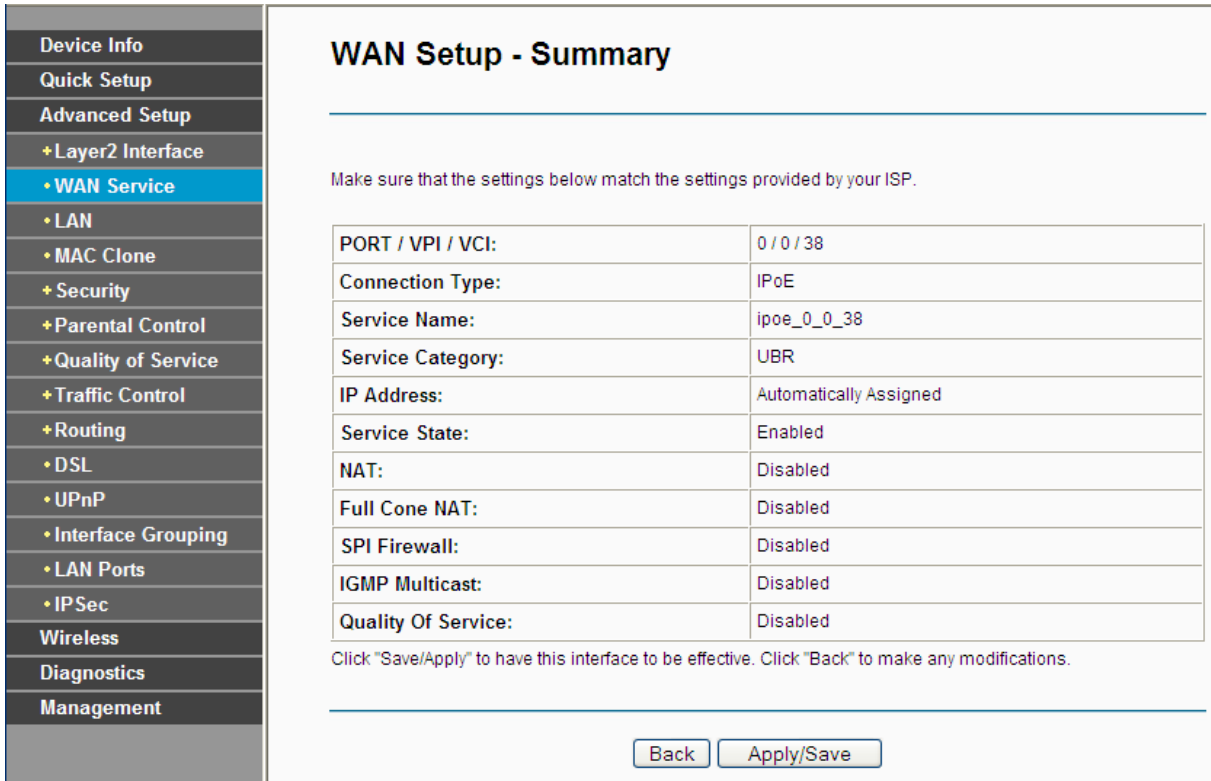 Device Info
Quick Setup
Advanced Setup
+Layer2 Interface
•WAN Service
•LAN
•MAC Clone
+Security
+Parental Control
+Quality of Service
+Traffic Control
+Routing
•DSL
•UPnP
•Interface Grouping
•LAN Ports
•IPSec
Wireless
Diagnostics
Management
WAN Setup - Summary
Make sure that the settings below match the settings provided by your ISP.
PORT / VPI / VCI: 0 / 0 / 38
Connection Type: IPoE
Service Name: ipoe_0_0_38
Service Category: UBR
IP Address: Automatically Assigned
Service State: Enabled
NAT: Disabled
Full Cone NAT: Disabled
SPI Firewall: Disabled
IGMP Multicast: Disabled
Quality Of Service: Disabled
Click "Save/Apply" to have this interface to be effective. Click "Back" to make any modifications.
Back Apply/Save